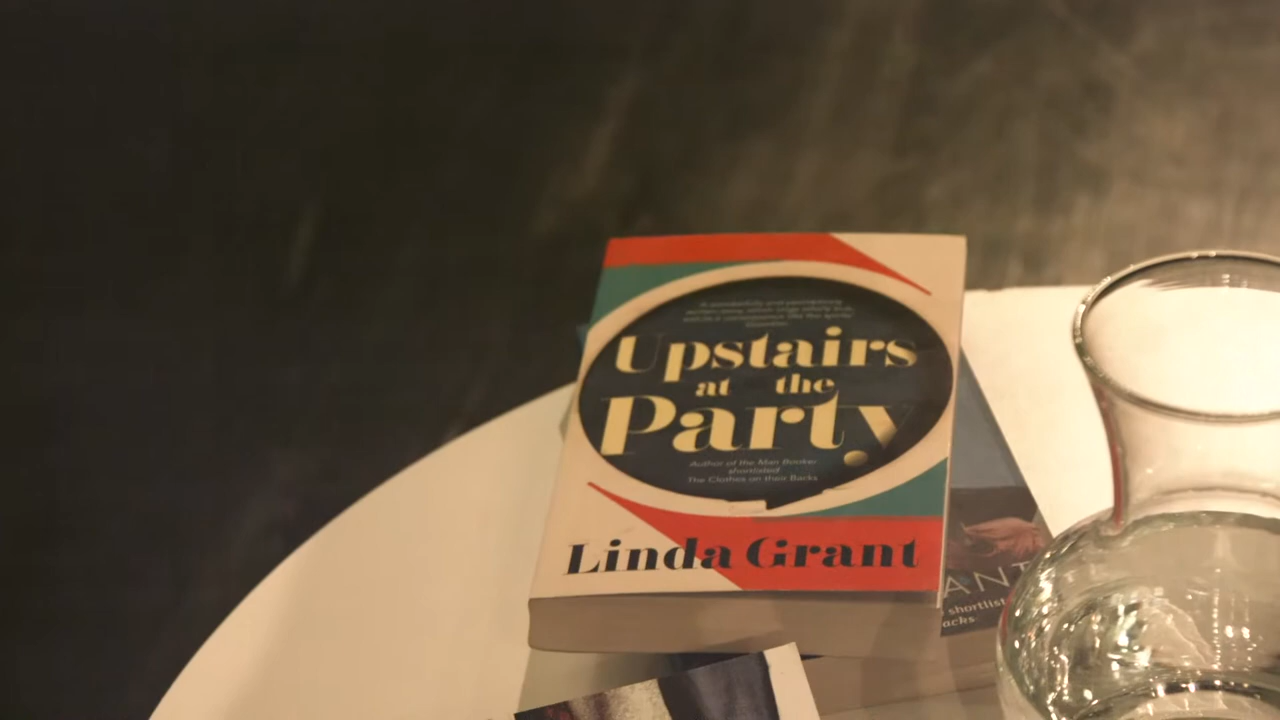 Upstairs
at the
Party
Author of the Man Booker
shortlisted
The Clothes on their Backs
Linda Grant
ANT
shortlist
acks